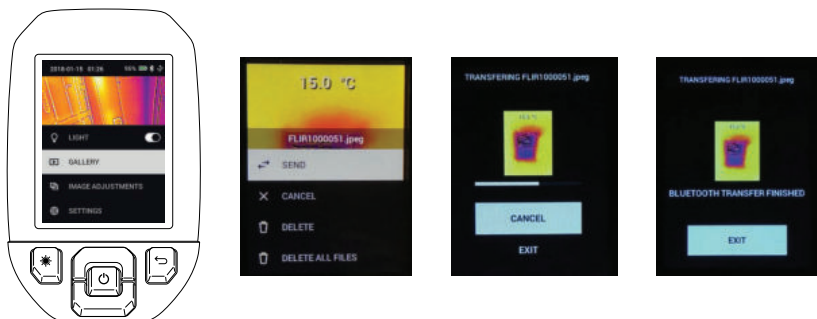 2018-01-15 01:26 55%
LIGHT
GALLERY
IMAGE ADJUSTMENTS
SETTINGS
15.0 °C
FLIR1000051.jpeg
SEND
CANCEL
DELETE
DELETE ALL FILES
TRANSFERING FLIR1000051.jpeg
CANCEL
EXIT
TRANSFERING FLIR1000051.jpeg
BLUETOOTH TRANSFER FINISHED
EXIT